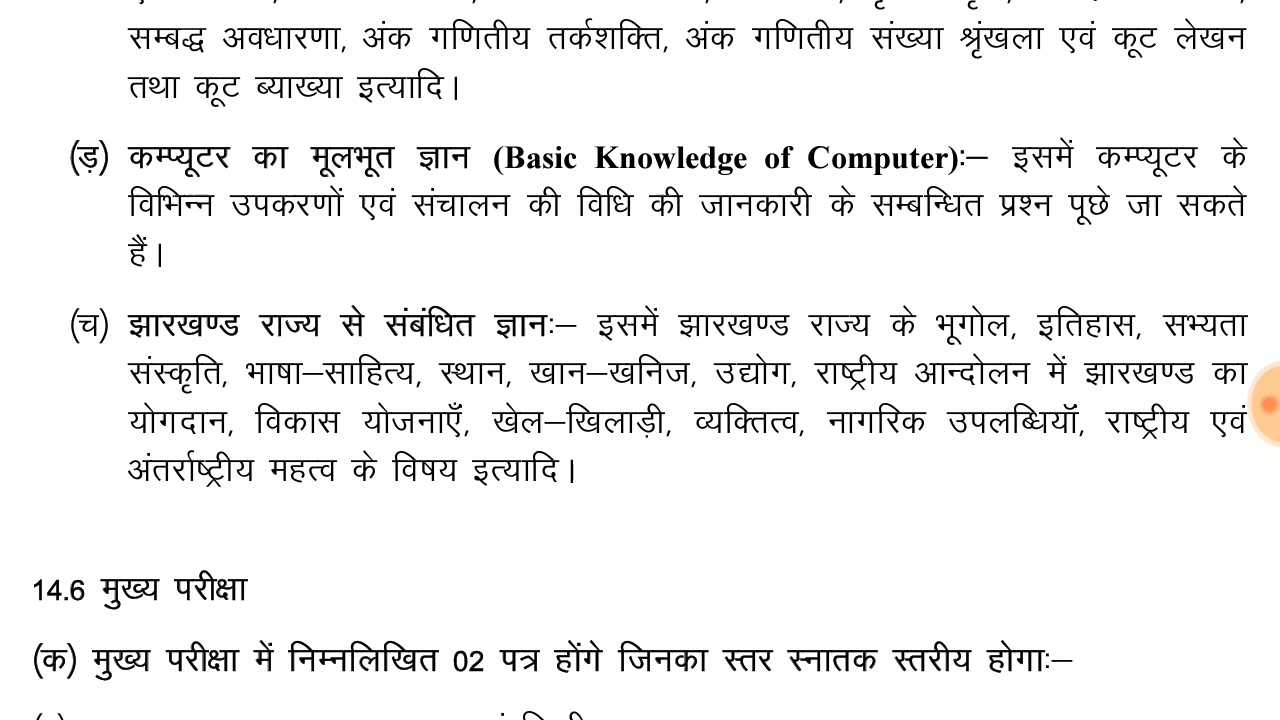 सम्बद्ध अवधारणा, अंक गणितीय तर्कशक्ति, अंक गणितीय संख्या श्रृंखला एवं कूट लेखन
तथा कूट ब्याख्या इत्यादि।
(ड़) कम्प्यूटर का मूलभूत ज्ञान (Basic Knowledge of Computer):– इसमें कम्प्यूटर के
विभिन्न उपकरणों एवं संचालन की विधि की जानकारी के सम्बन्धित प्रश्न पूछे जा सकते
हैं।
(च) झारखण्ड राज्य से संबंधित ज्ञानः– इसमें झारखण्ड राज्य के भूगोल, इतिहास, सभ्यता
संस्कृति, भाषा–साहित्य, स्थान, खान–खनिज, उद्योग, राष्ट्रीय आन्दोलन में झारखण्ड का
योगदान, विकास योजनाएँ, खेल–खिलाड़ी, व्यक्तित्व, नागरिक उपलब्धियॉ, राष्ट्रीय एवं
अंतर्राष्ट्रीय महत्व के विषय इत्यादि।
14.6 मुख्य परीक्षा
(क) मुख्य परीक्षा में निम्नलिखित 02 पत्र होंगे जिनका स्तर स्नातक स्तरीय होगाः–